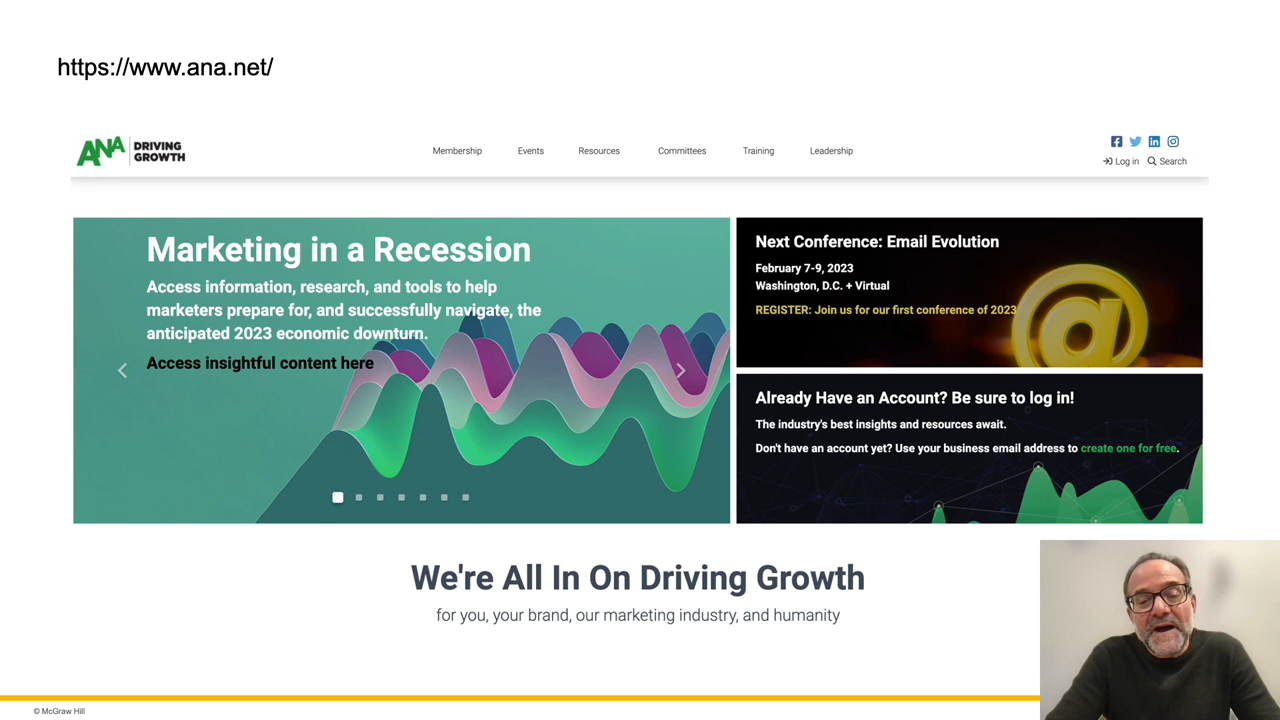 https://www.ana.net/
ANA DRIVING
GROWTH
Membership Events Resources Committees Training Leadership
Log in Search
Marketing in a Recession
Access information, research, and tools to help
marketers prepare for, and successfully navigate, the
anticipated 2023 economic downturn.
Access insightful content here
Next Conference: Email Evolution
February 7-9, 2023
Washington, D.C. + Virtual
REGISTER: Join us for our first conference of 2023
@
Already Have an Account? Be sure to log in!
The industry's best insights and resources await.
Don't have an account yet? Use your business email address to create one for free.
We're All In On Driving Growth
for you, your brand, our marketing industry, and humanity
© McGraw Hill